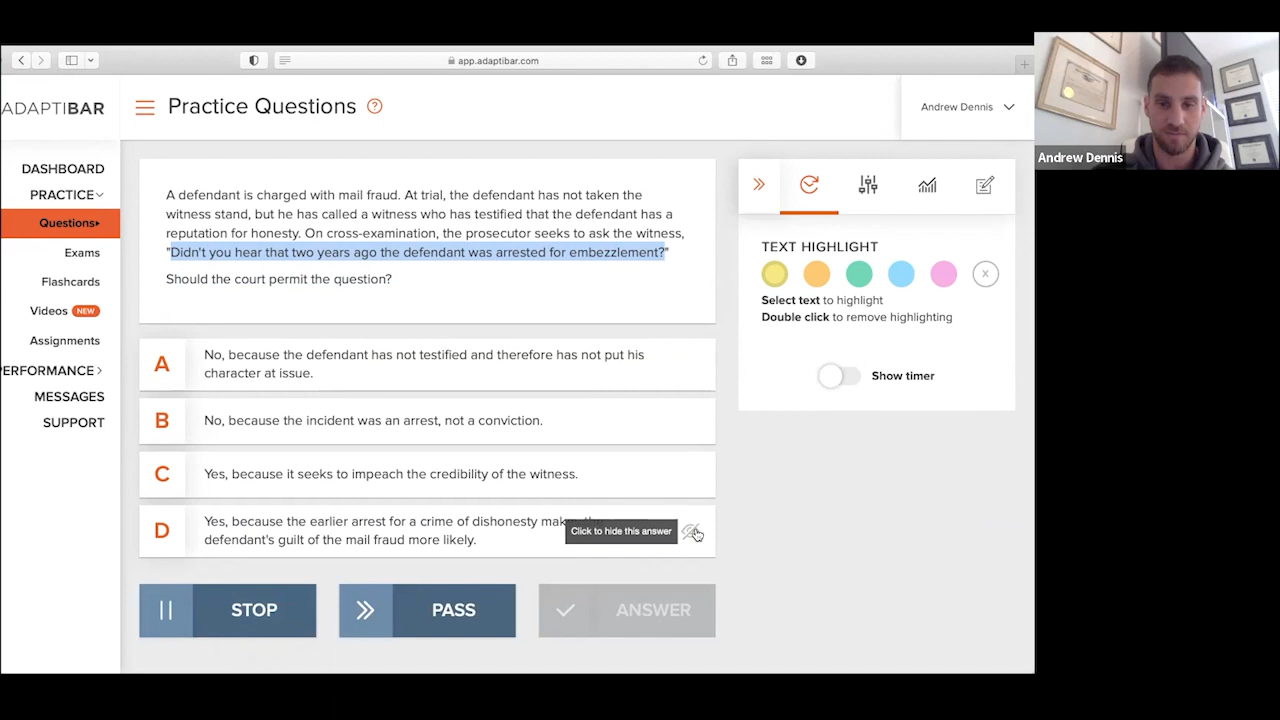 app.adaptibar.com
ADAPTIBAR
Practice Questions ?
Andrew Dennis
DASHBOARD
PRACTICE
Questions
Exams
Flashcards
Videos NEW
Assignments
PERFORMANCE
MESSAGES
SUPPORT
A defendant is charged with mail fraud. At trial, the defendant has not taken the
witness stand, but he has called a witness who has testified that the defendant has a
reputation for honesty. On cross-examination, the prosecutor seeks to ask the witness,
"Didn't you hear that two years ago the defendant was arrested for embezzlement?"
Should the court permit the question?
A
No, because the defendant has not testified and therefore has not put his
character at issue.
B
No, because the incident was an arrest, not a conviction.
C
Yes, because it seeks to impeach the credibility of the witness.
D
Yes, because the earlier arrest for a crime of dishonesty makes the
defendant's guilt of the mail fraud more likely.
Click to hide this answer
STOP
PASS
ANSWER
TEXT HIGHLIGHT
X
Select text to highlight
Double click to remove highlighting
Show timer
Andrew Dennis